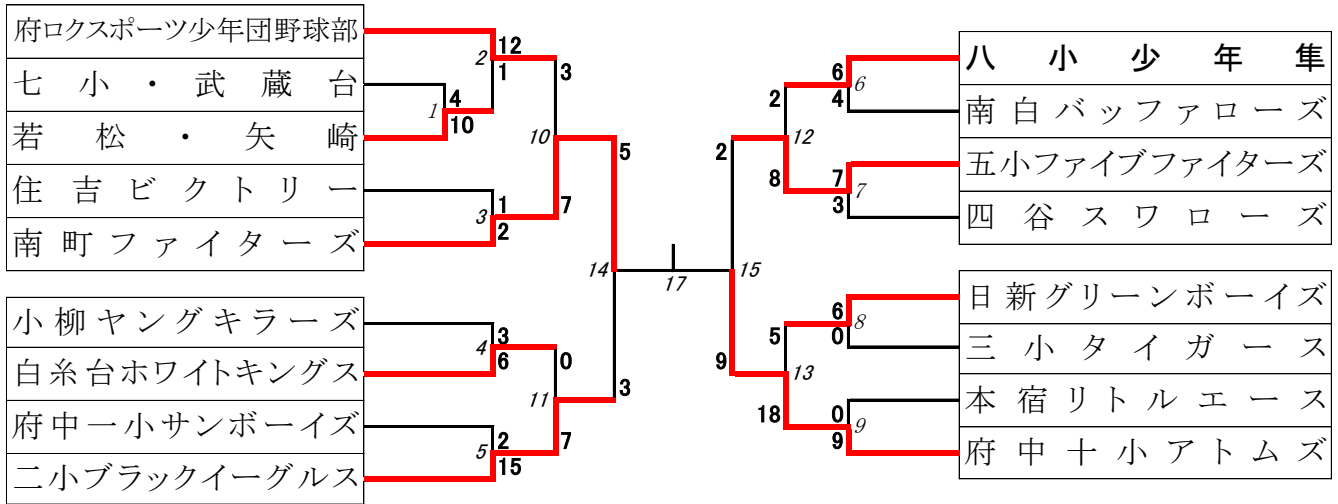 府ロクスポーツ少年団野球部
七小・武蔵台
若松・矢崎
住吉ビクトリー
南町ファイターズ
小柳ヤングキラーズ
白糸台ホワイトキングス
府中一小サンボーイズ
二小ブラックイーグルス
2 12
1
1 4
10
3 1
2
10 3
7
4 3
6
5 2
15
11 0
7
14 5
3
17
15 2
9
12 2
8
6 6
4
7 7
3
13 5
18
8 6
0
9 0
9
八小少年隼
南白バッファローズ
五小ファイブファイターズ
四谷スワローズ
日新グリーンボーイズ
三小タイガース
本宿リトルエース
府中十小アトムズ